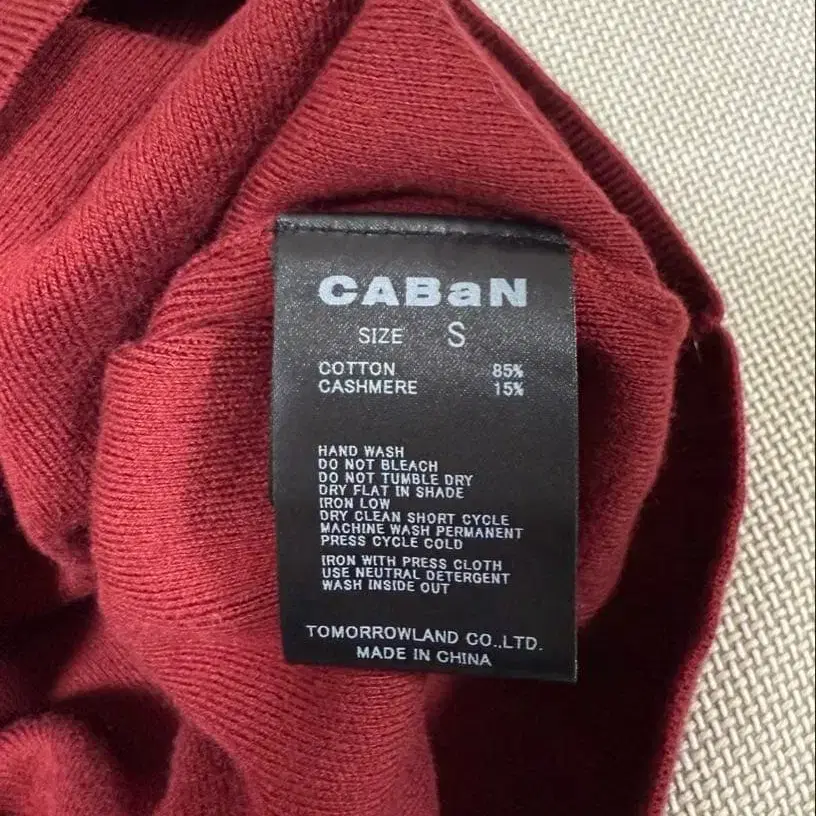 CABaN
SIZE S
COTTON 85%
CASHMERE 15%
HAND WASH
DO NOT BLEACH
DO NOT TUMBLE DRY
DRY FLAT IN SHADE
IRON LOW
DRY CLEAN SHORT CYCLE
MACHINE WASH PERMANENT
PRESS CYCLE COLD
IRON WITH PRESS CLOTH
USE NEUTRAL DETERGENT
WASH INSIDE OUT
TOMORROWLAND CO.,LTD.
MADE IN CHINA